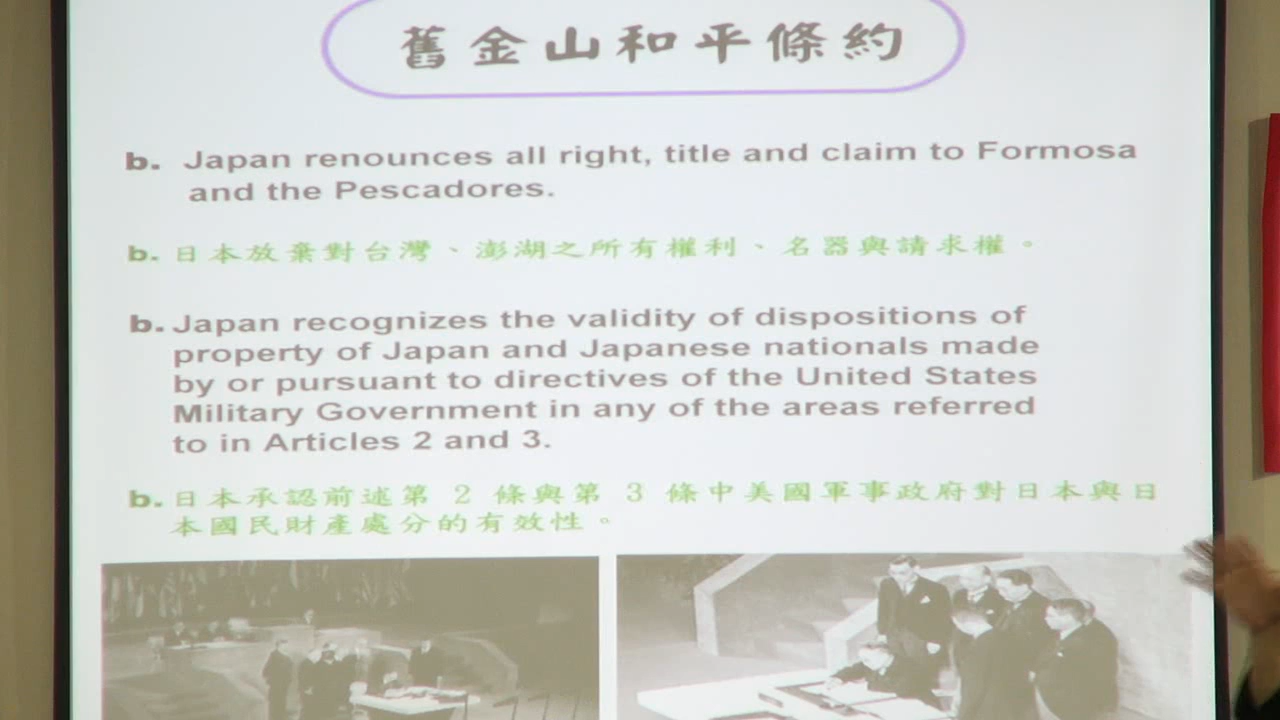 舊金山和平條約
b. Japan renounces all right, title and claim to Formosa
and the Pescadores.
b. 日本放棄對台灣、澎湖之所有權利、名器與請求權。
b. Japan recognizes the validity of dispositions of
property of Japan and Japanese nationals made
by or pursuant to directives of the United States
Military Government in any of the areas referred
to in Articles 2 and 3.
b. 日本承認前述第 2 條與第 3 條中美國軍事政府對日本與日
本國民財產處分的有效性。